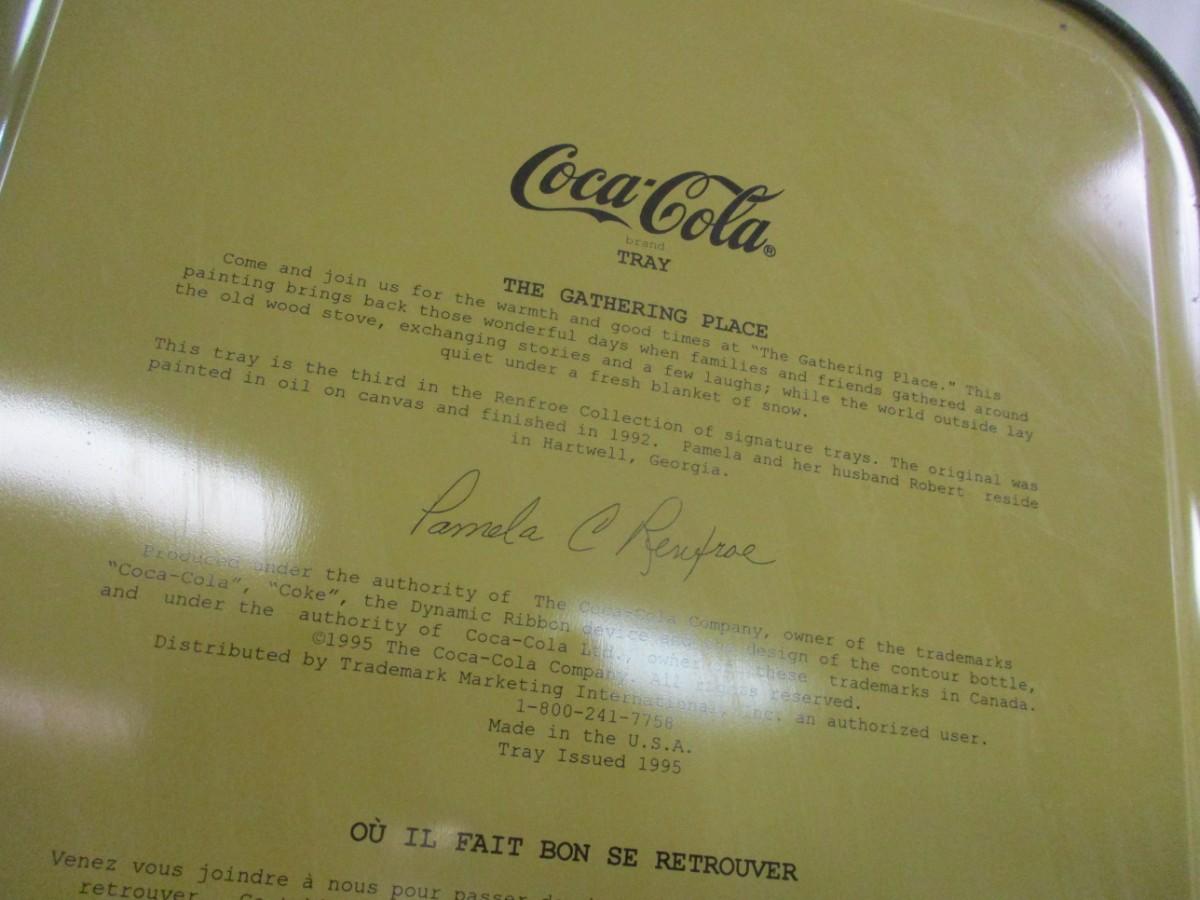 Coca-Cola®
brand
TRAY
THE GATHERING PLACE
Come and join us for the warmth and good times at "The Gathering Place." This
painting brings back those wonderful days when families and friends gathered around
the old wood stove, exchanging stories and a few laughs; while the world outside lay
quiet under a fresh blanket of snow.
This tray is the third in the Renfroe Collection of signature trays. The original was
painted in oil on canvas and finished in 1992. Pamela and her husband Robert reside
in Hartwell, Georgia.
Pamela C Renfroe
Produced under the authority of The Coca-Cola Company, owner of the trademarks
"Coca-Cola", "Coke", the Dynamic Ribbon device and the design of the contour bottle,
and under the authority of Coca-Cola Ltd., owner of these trademarks in Canada.
©1995 The Coca-Cola Company. All rights reserved.
Distributed by Trademark Marketing International, Inc. an authorized user.
1-800-241-7758
Made in the U.S.A.
Tray Issued 1995
OÙ IL FAIT BON SE RETROUVER
Venez vous joindre à nous pour passer
retrouver.